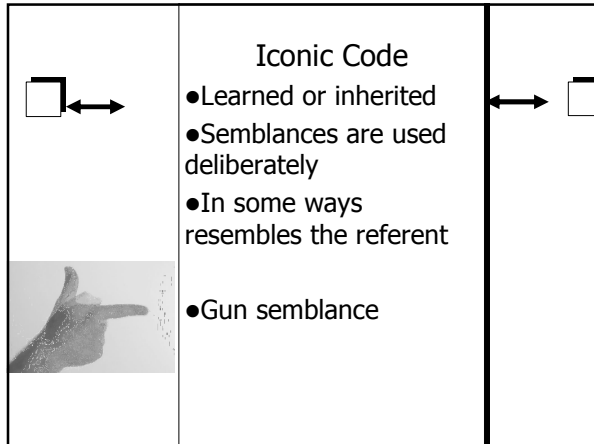 Iconic Code
●Learned or inherited
●Semblances are used
deliberately
●In some ways
resembles the referent
●Gun semblance